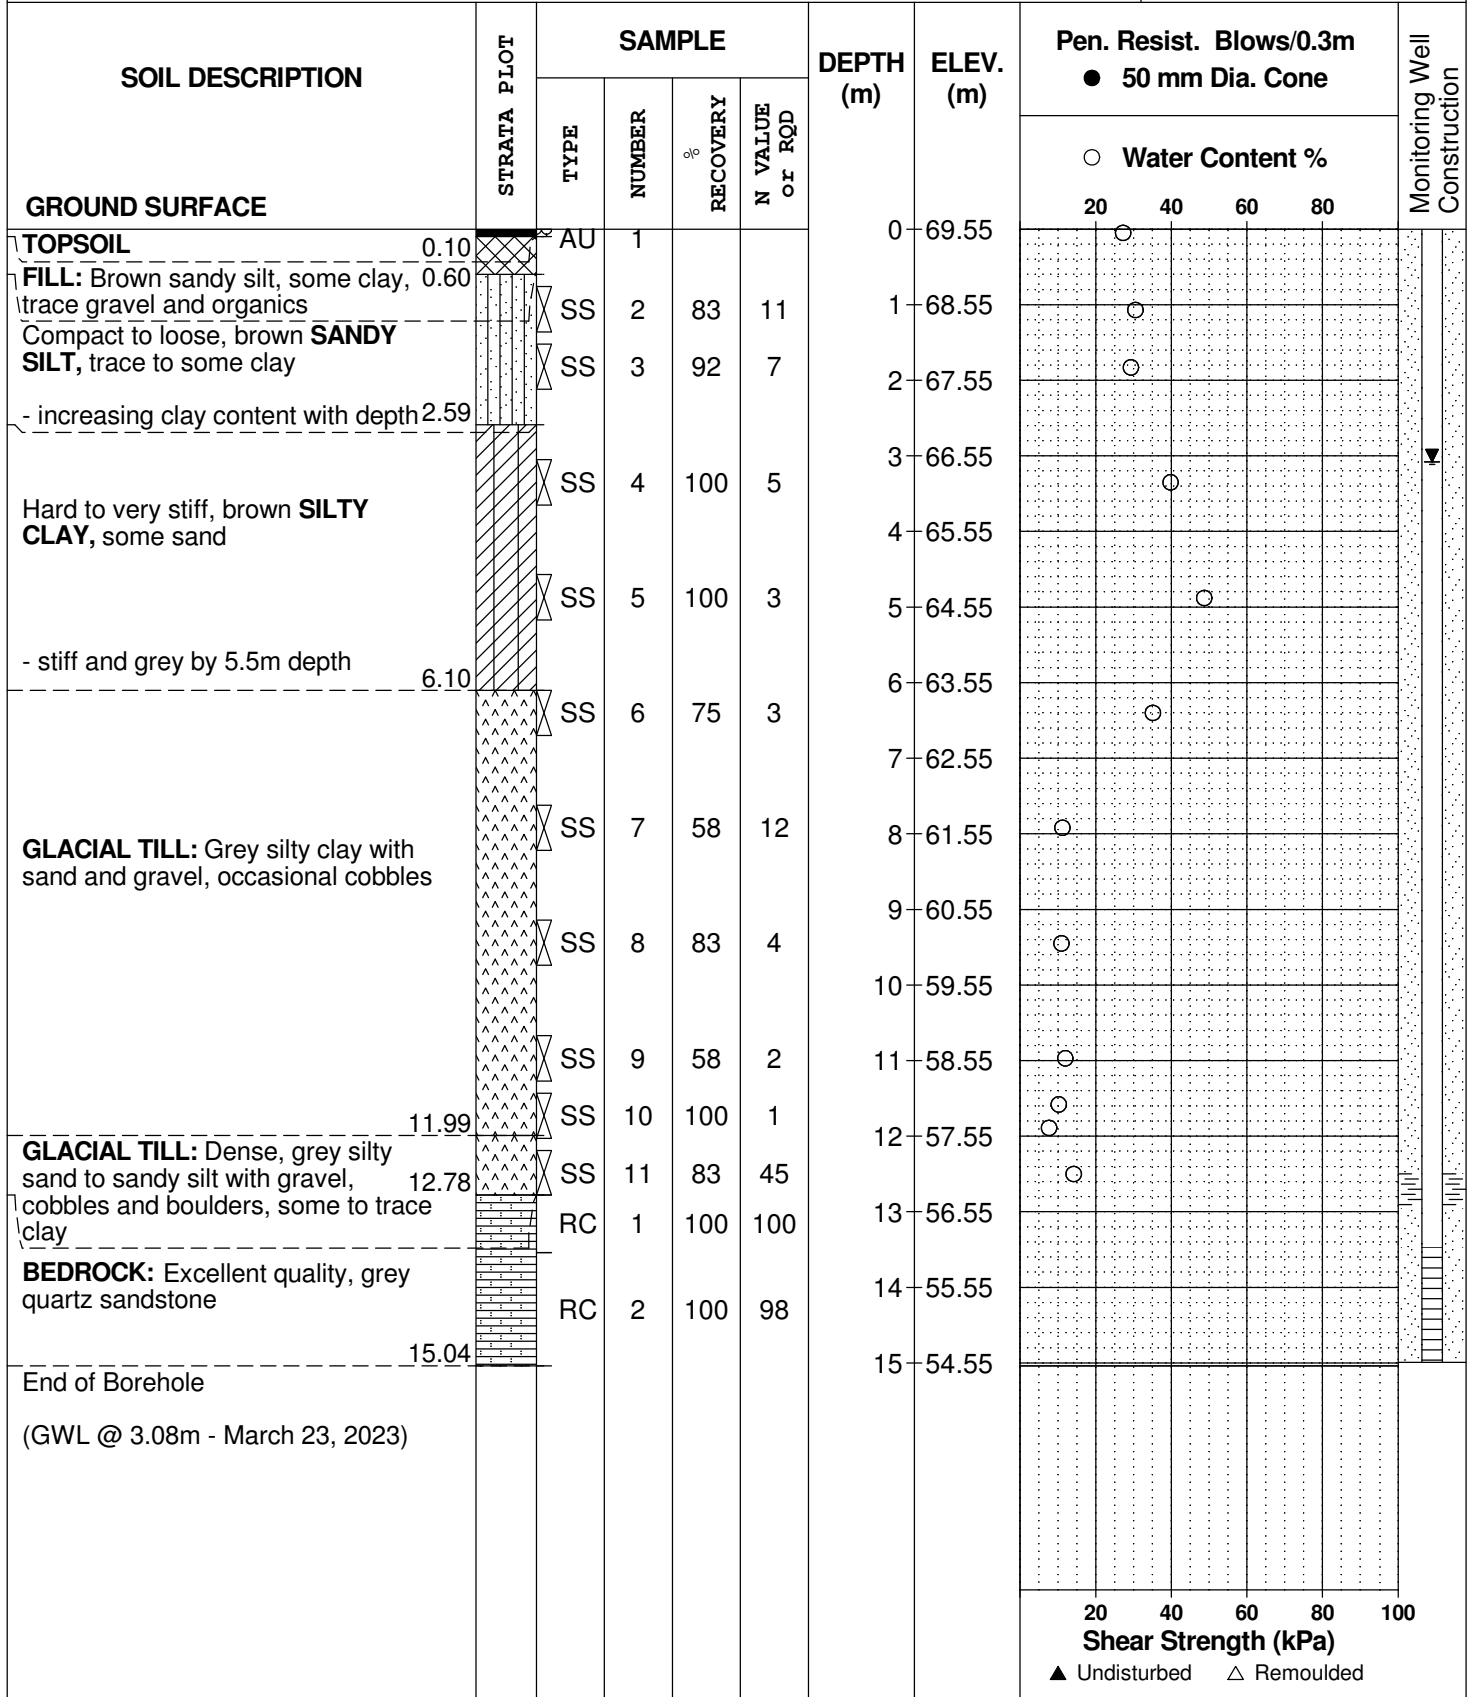 SOIL DESCRIPTION
GROUND SURFACE
STRATA PLOT
SAMPLE
TYPE
NUMBER
%
RECOVERY
N VALUE
or RQD
DEPTH
(m)
ELEV.
(m)
Pen. Resist. Blows/0.3m
● 50 mm Dia. Cone
○ Water Content %
20 40 60 80
Monitoring Well
Construction
TOPSOIL 0.10
FILL: Brown sandy silt, some clay, 0.60
trace gravel and organics
Compact to loose, brown SANDY
SILT, trace to some clay
- increasing clay content with depth 2.59
Hard to very stiff, brown SILTY
CLAY, some sand
- stiff and grey by 5.5m depth
6.10
GLACIAL TILL: Grey silty clay with
sand and gravel, occasional cobbles
11.99
GLACIAL TILL: Dense, grey silty
sand to sandy silt with gravel, 12.78
cobbles and boulders, some to trace
clay
BEDROCK: Excellent quality, grey
quartz sandstone
15.04
End of Borehole
(GWL @ 3.08m - March 23, 2023)
AU 1
SS 2 83 11
SS 3 92 7
SS 4 100 5
SS 5 100 3
SS 6 75 3
SS 7 58 12
SS 8 83 4
SS 9 58 2
SS 10 100 1
SS 11 83 45
RC 1 100 100
RC 2 100 98
0 69.55
1 68.55
2 67.55
3 66.55
4 65.55
5 64.55
6 63.55
7 62.55
8 61.55
9 60.55
10 59.55
11 58.55
12 57.55
13 56.55
14 55.55
15 54.55
20 40 60 80 100
Shear Strength (kPa)
▲ Undisturbed △ Remoulded